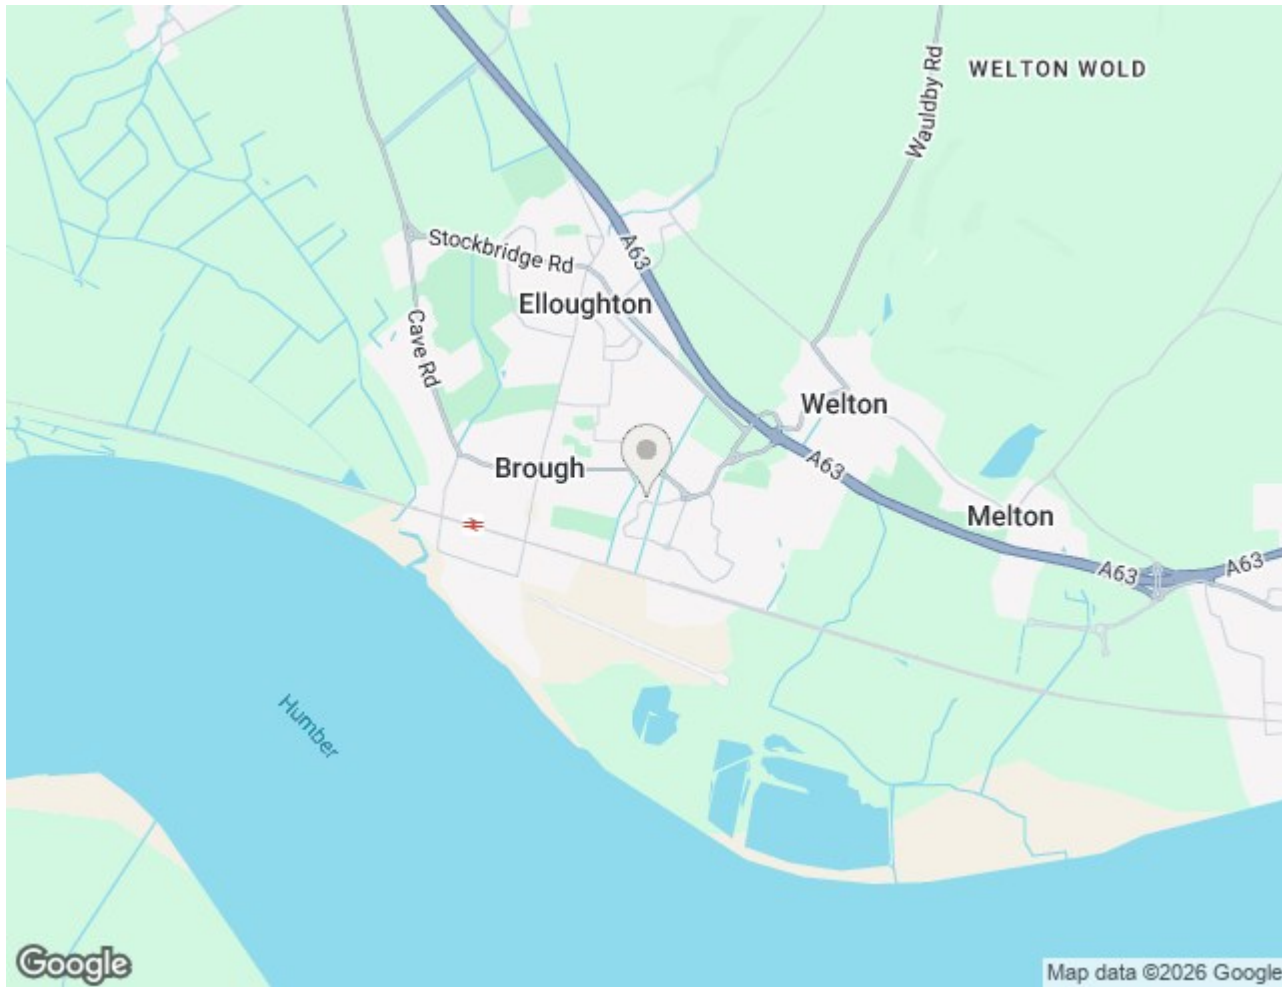 WELTON WOLD
Wauldby Rd
Stockbridge Rd
A63
Elloughton
Cave Rd
Welton
Brough
A63
Melton
A63
A63
Humber
Google
Map data ©2026 Google